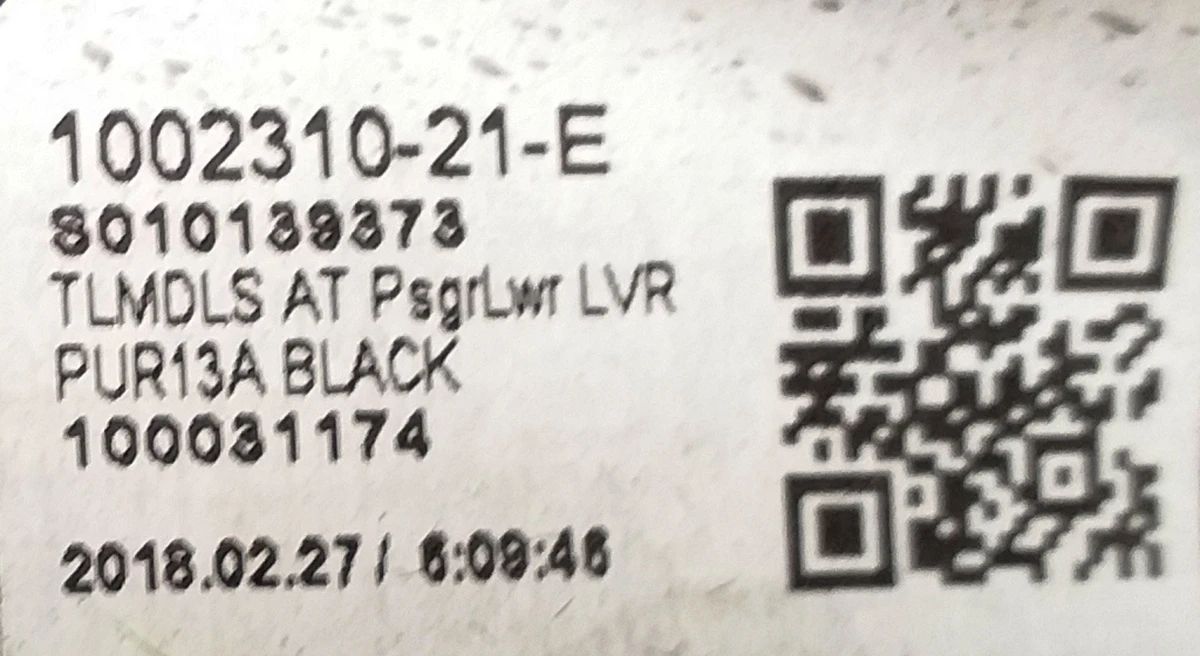 1002310-21-E
8010139373
TLMDLS AT PsgrLwr LVR
PUR13A BLACK
100031174
2018.02.27 / 6:09:46